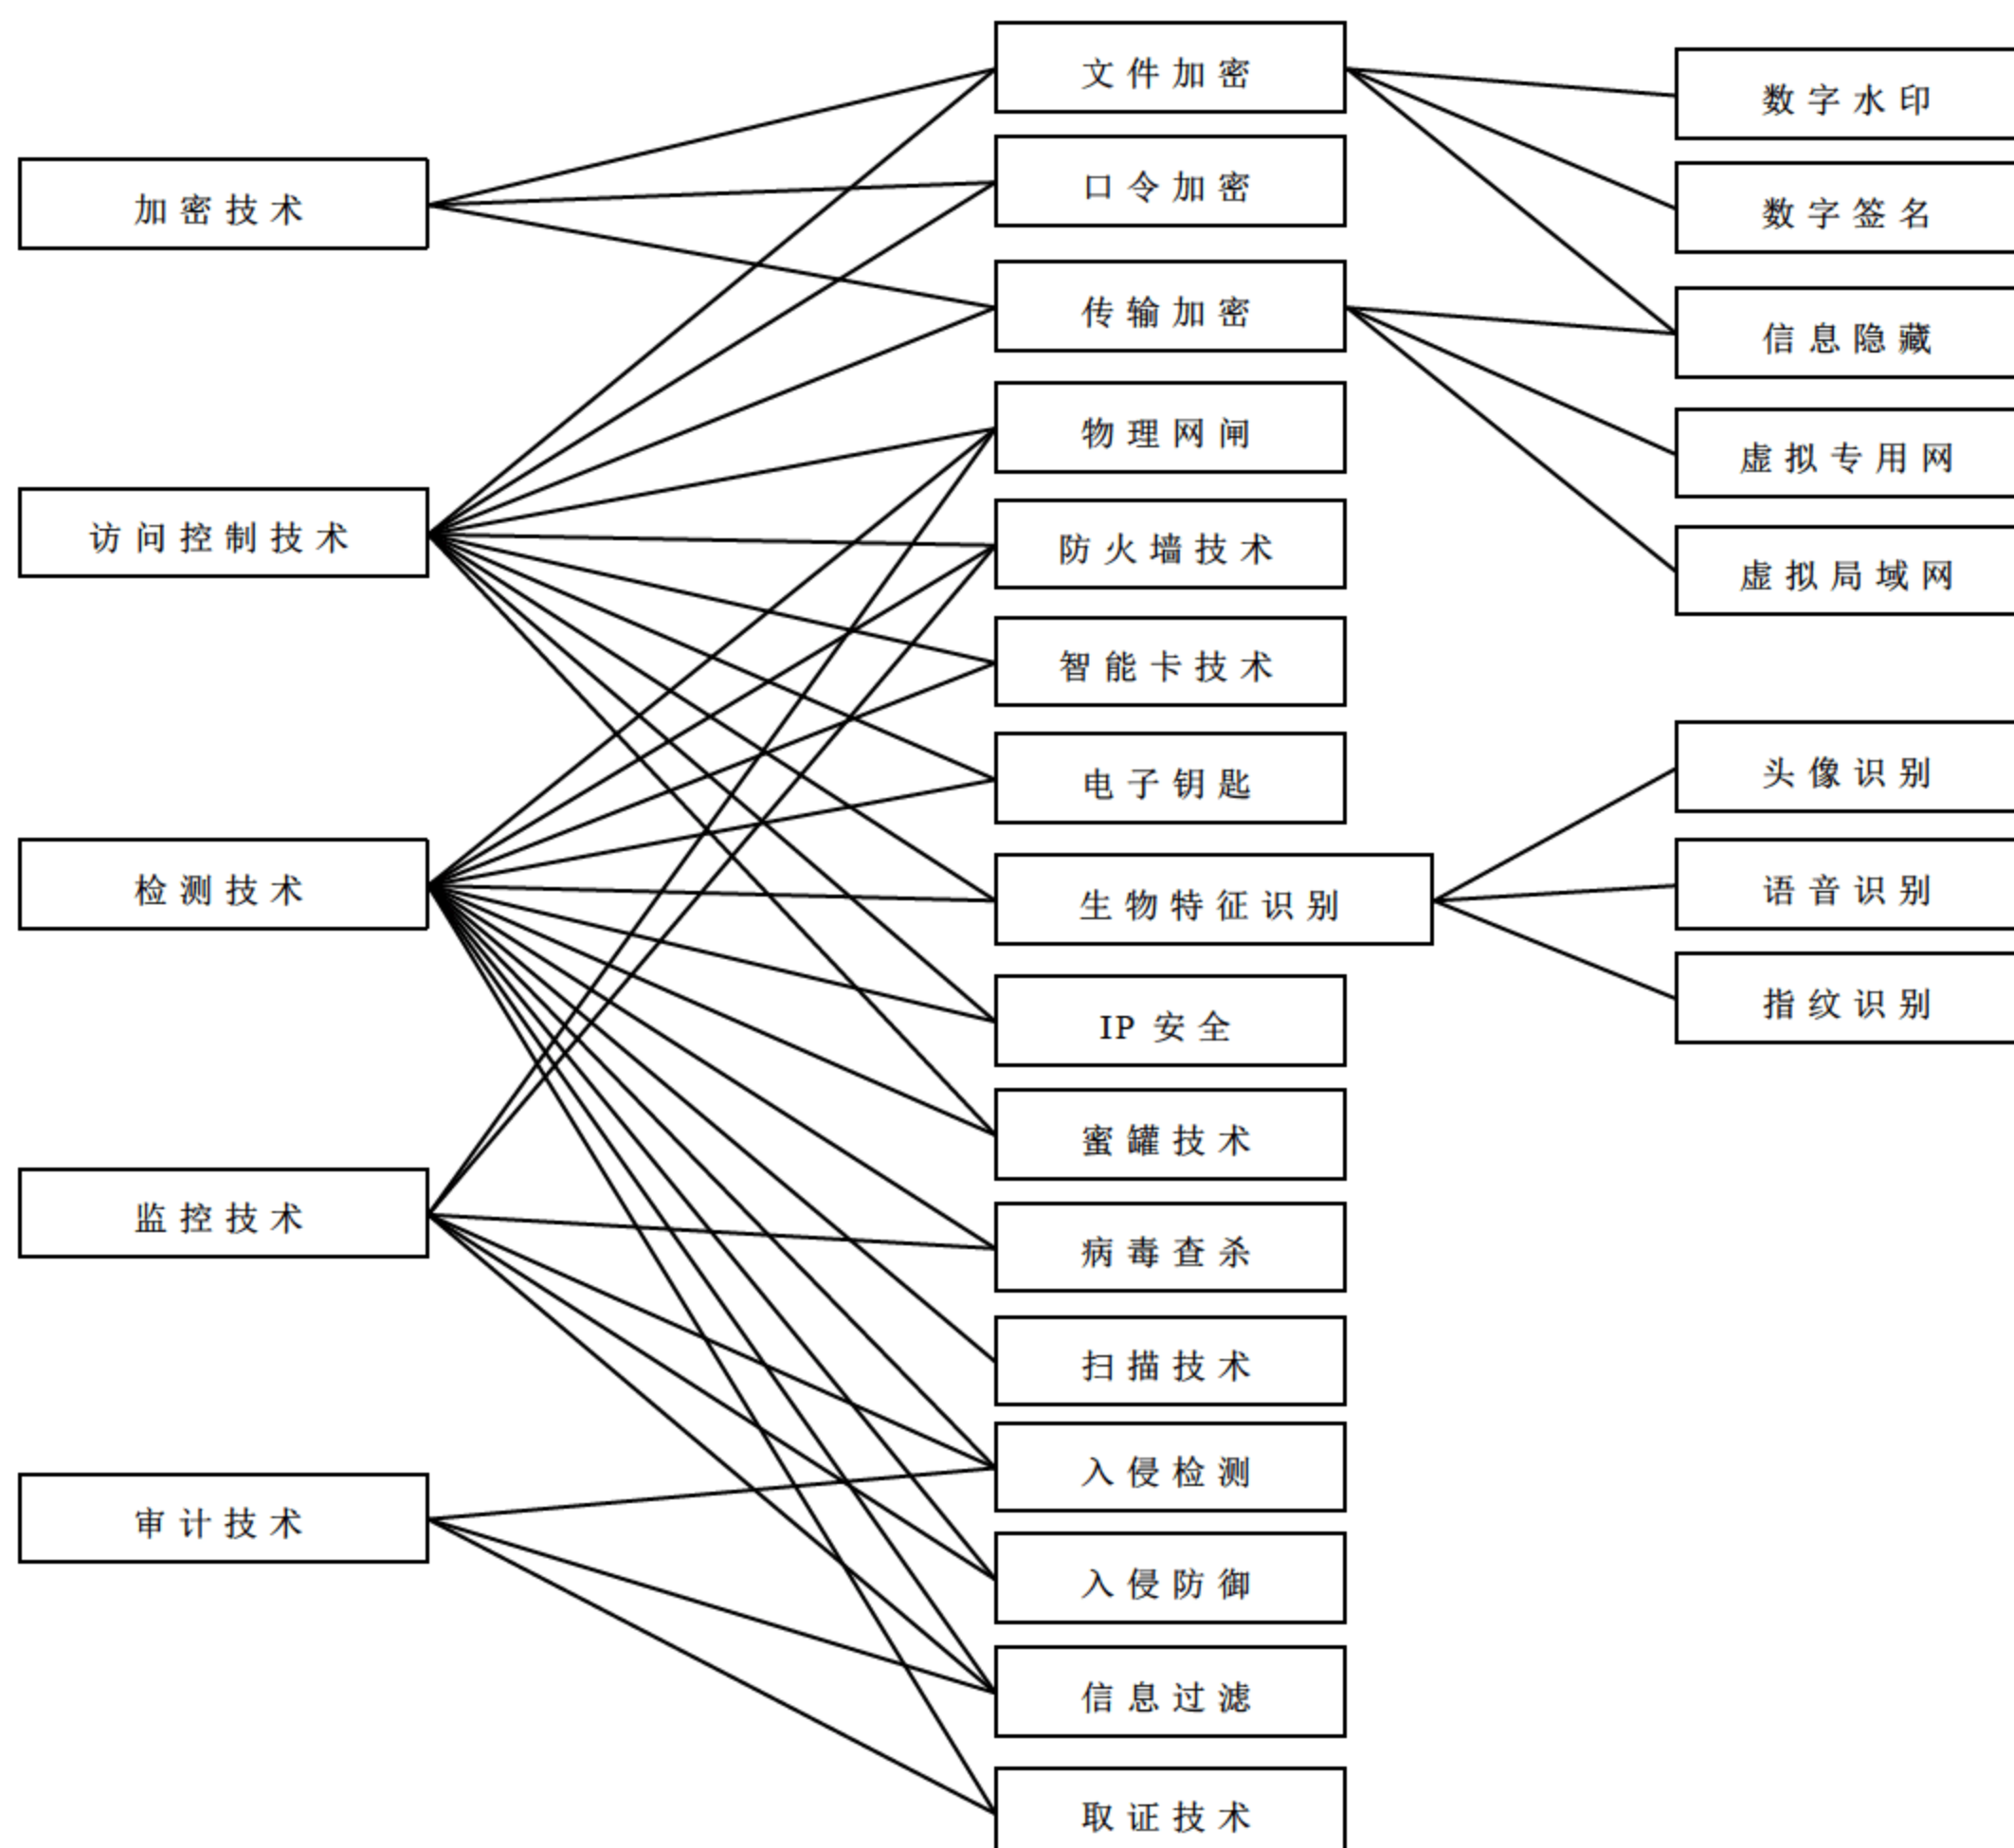 加密技术
访问控制技术
检测技术
监控技术
审计技术
文件加密
口令加密
传输加密
物理网闸
防火墙技术
智能卡技术
电子钥匙
生物特征识别
IP 安全
蜜罐技术
病毒查杀
扫描技术
入侵检测
入侵防御
信息过滤
取证技术
数字水印
数字签名
信息隐藏
虚拟专用网
虚拟局域网
头像识别
语音识别
指纹识别